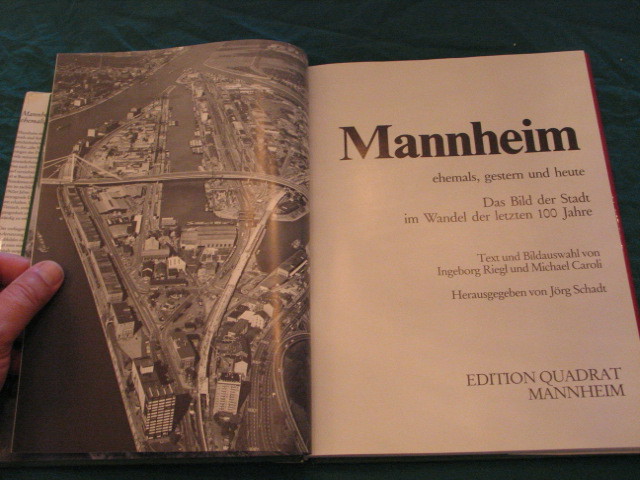 Mannheim
ehemals, gestern und heute
Das Bild der Stadt
im Wandel der letzten 100 Jahre
Text und Bildauswahl von
Ingeborg Riegl und Michael Caroli
Herausgegeben von Jörg Schadt
EDITION QUADRAT
MANNHEIM